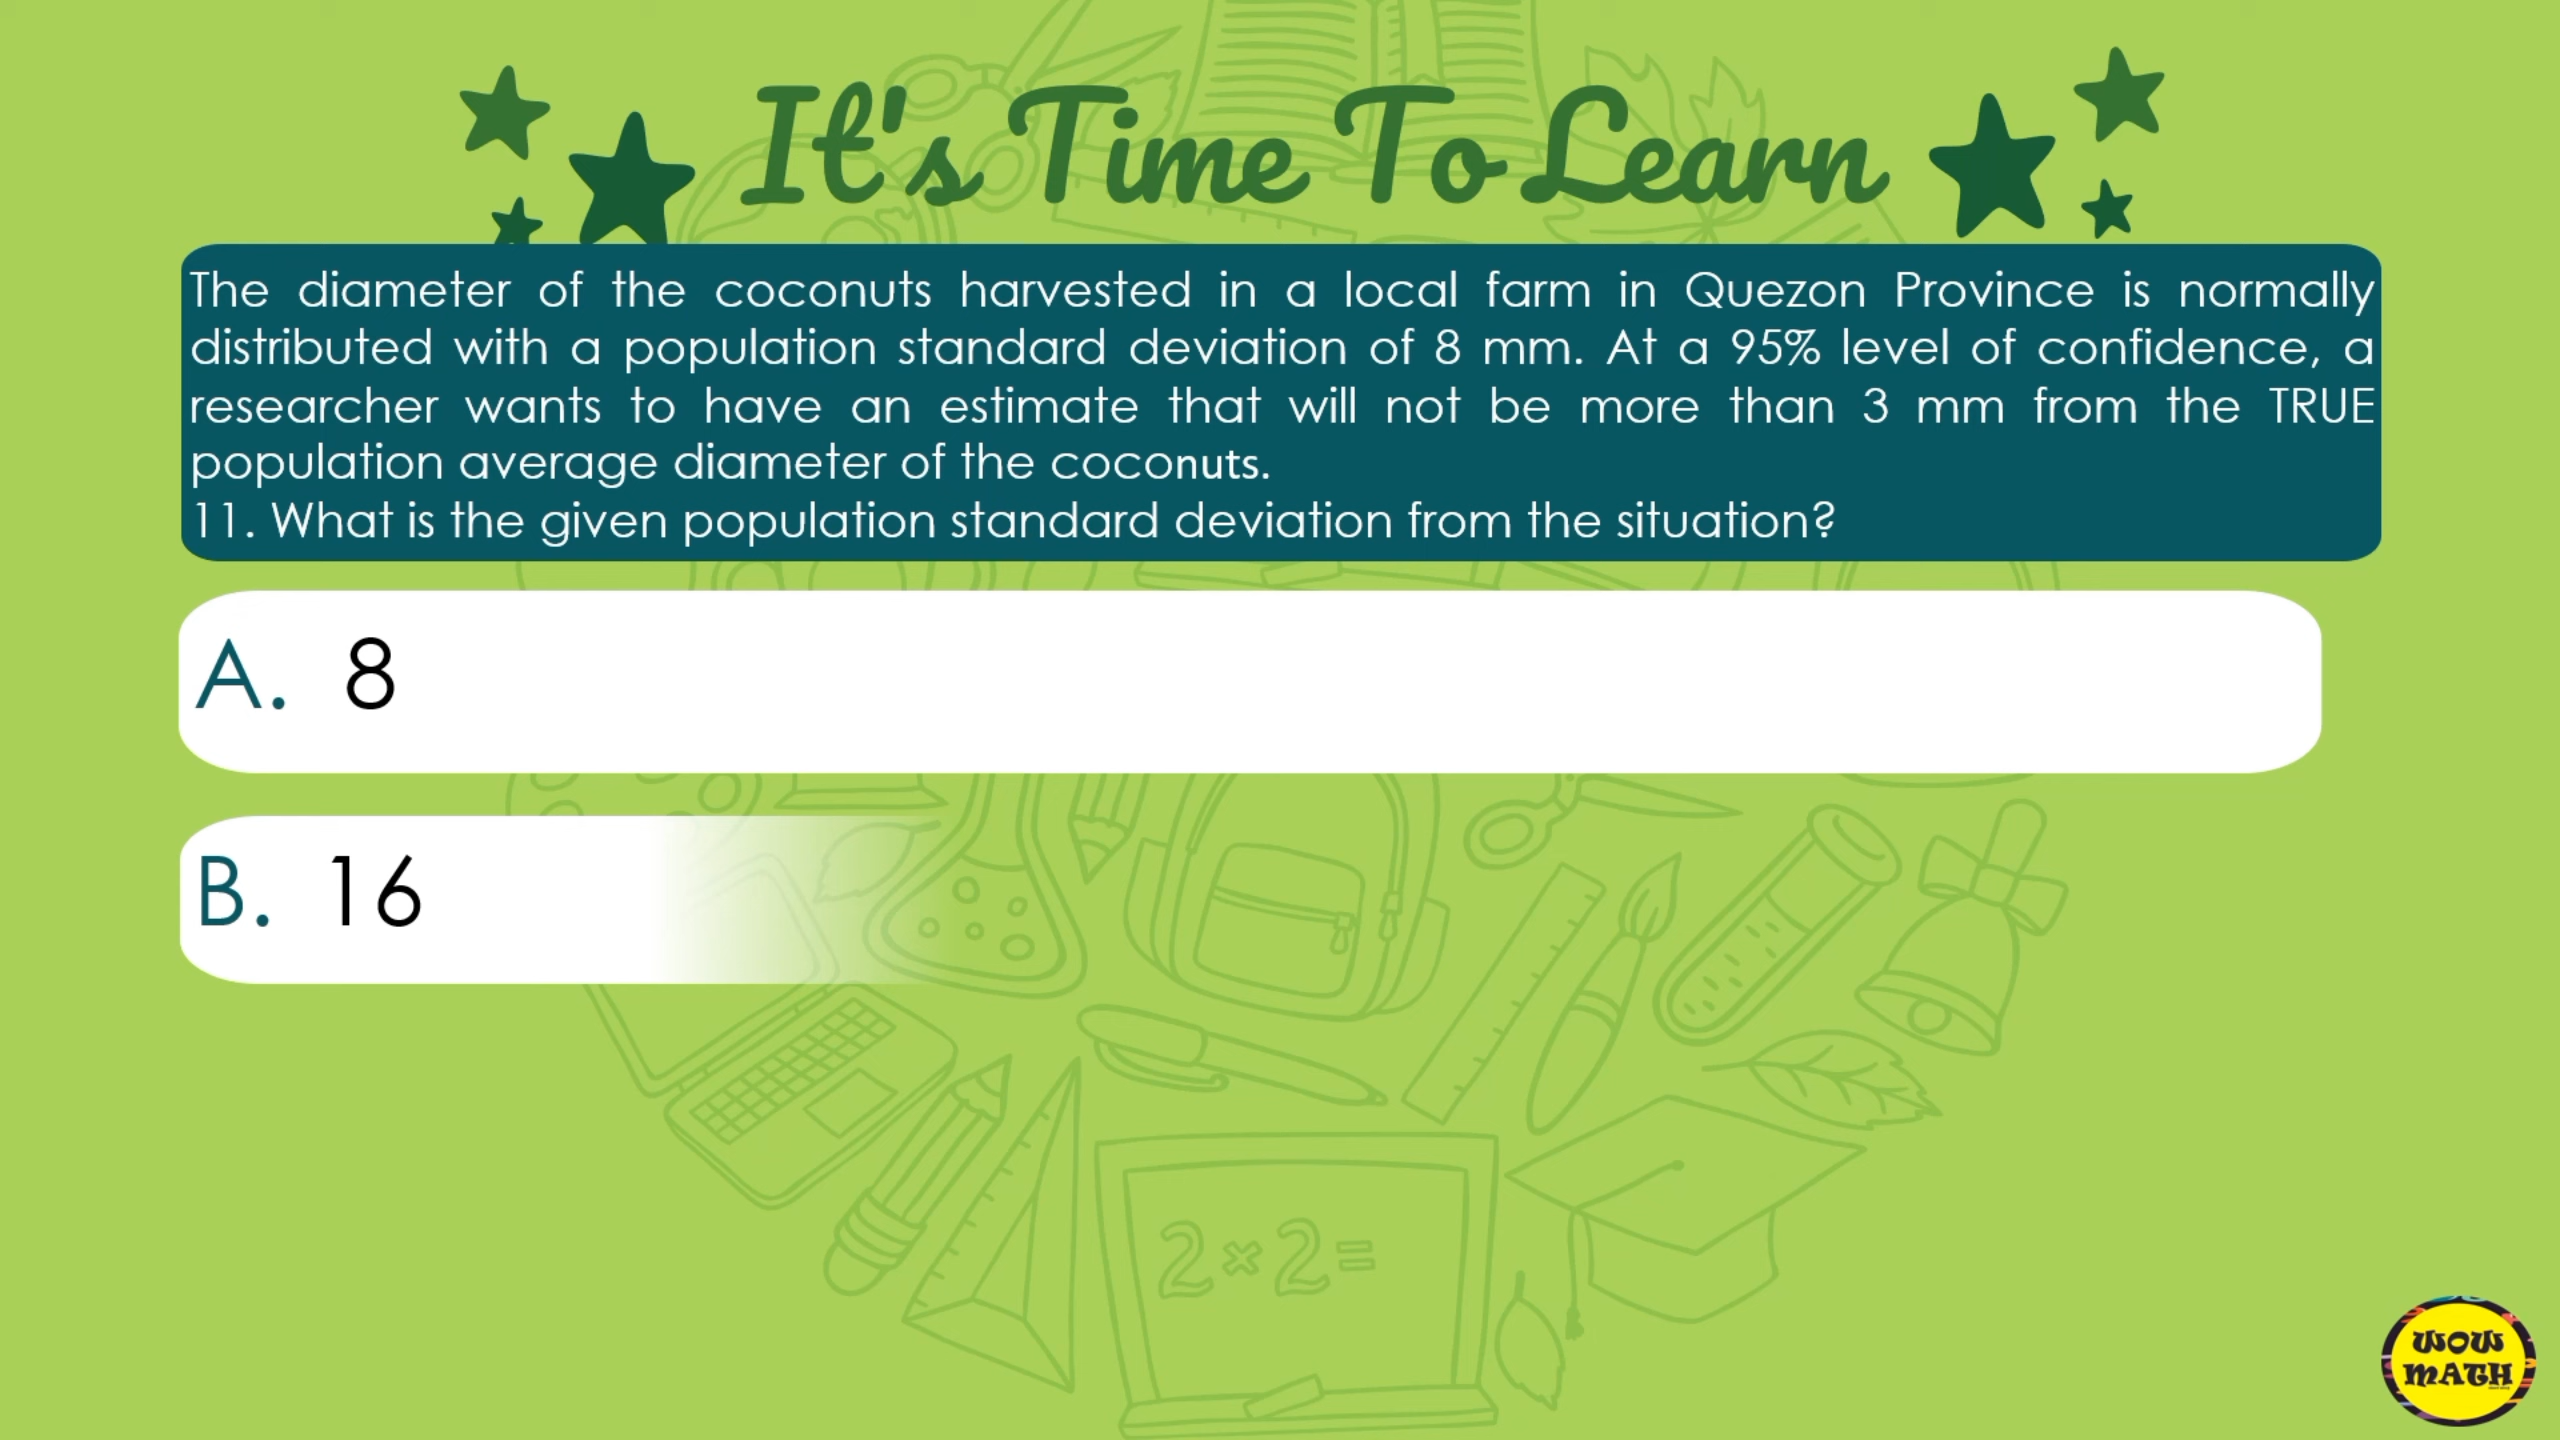 It's Time To Learn
The diameter of the coconuts harvested in a local farm in Quezon Province is normally
distributed with a population standard deviation of 8 mm. At a 95% level of confidence, a
researcher wants to have an estimate that will not be more than 3 mm from the TRUE
population average diameter of the coconuts.
11. What is the given population standard deviation from the situation?
A. 8
B. 16
2×2=
WOW
MATH